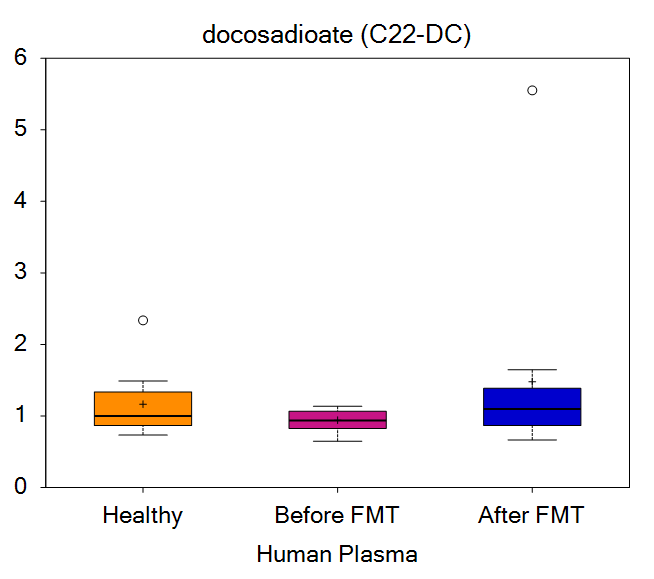 docosadioate (C22-DC)
6
5
4
3
2
1
0
Healthy Before FMT After FMT
Human Plasma